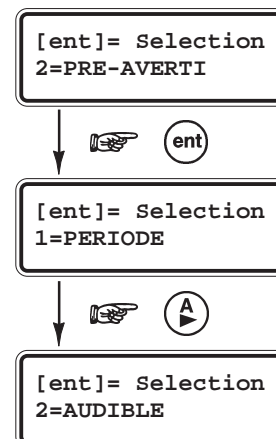 [ent]= Selection
2=PRE-AVERTI
ent
[ent]= Selection
1=PERIODE
A
[ent]= Selection
2=AUDIBLE